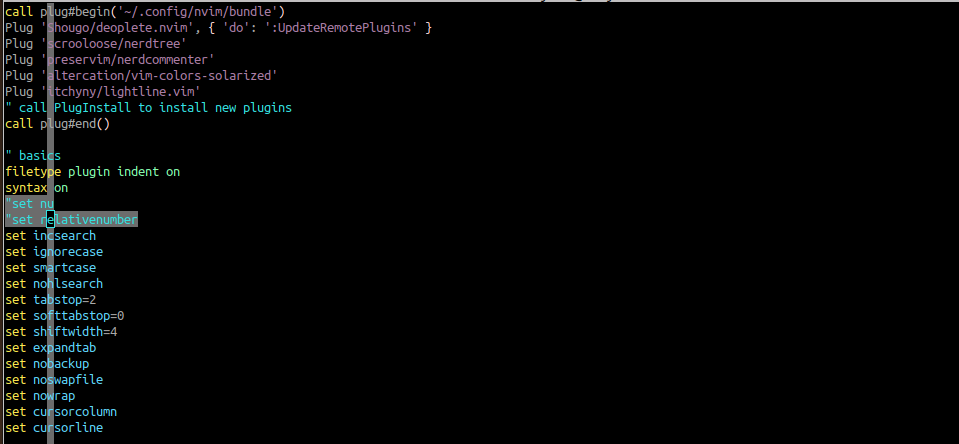 call plug#begin('~/.config/nvim/bundle')
Plug 'Shougo/deoplete.nvim', { 'do': ':UpdateRemotePlugins' }
Plug 'scrooloose/nerdtree'
Plug 'preservim/nerdcommenter'
Plug 'altercation/vim-colors-solarized'
Plug 'itchyny/lightline.vim'
" call PlugInstall to install new plugins
call plug#end()

" basics
filetype plugin indent on
syntax on
"set nu
"set relativenumber
set incsearch
set ignorecase
set smartcase
set nohlsearch
set tabstop=2
set softtabstop=0
set shiftwidth=4
set expandtab
set nobackup
set noswapfile
set nowrap
set cursorcolumn
set cursorline